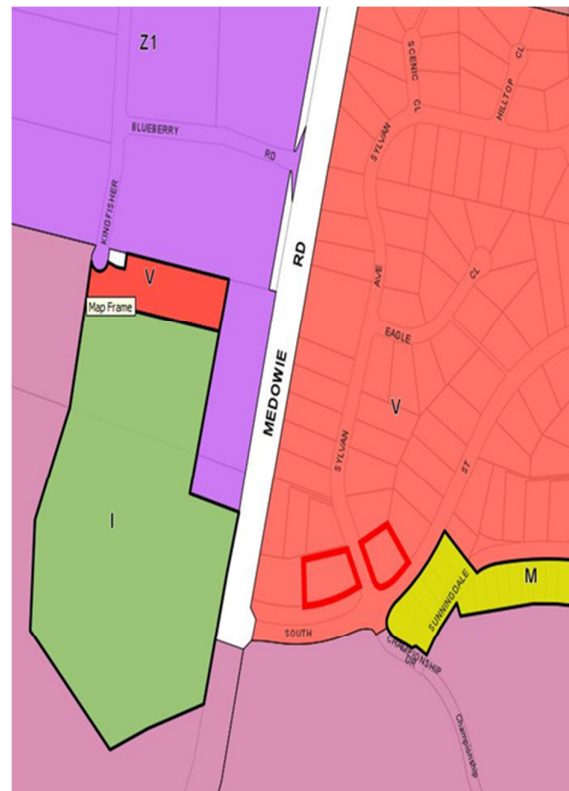 Z1
SCENIC
CL
HILLTOP
CL
BLUEBERRY
RD
SYLVAN
KINGFISHER
RD
AVE
CL
V
Map Frame
EAGLE
MEDOWIE
V
SYLVAN
ST
I
M
SUNNINGDALE
SOUTH
CHAMPIONSHIP
DR
Championship